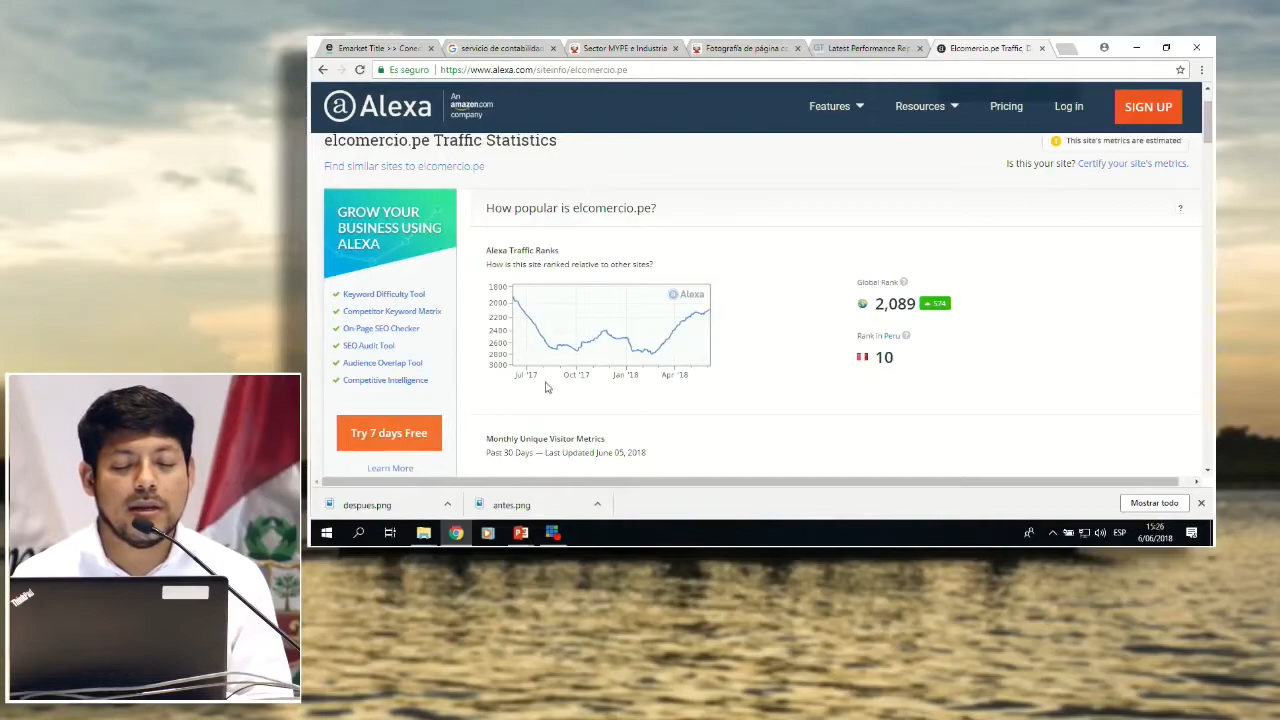 Emarket Title >> Conec
servicio de contabilidad
Sector MYPE e Industria
Fotografía de página c
Latest Performance Rep
Elcomercio.pe Traffic, D
Es seguro
https://www.alexa.com/siteinfo/elcomercio.pe
Alexa
An
amazon.com
company
Features
Resources
Pricing
Log in
SIGN UP
elcomercio.pe Traffic Statistics
This site's metrics are estimated
Find similar sites to elcomercio.pe
Is this your site? Certify your site's metrics.
GROW YOUR
BUSINESS USING
ALEXA
Keyword Difficulty Tool
Competitor Keyword Matrix
On-Page SEO Checker
SEO Audit Tool
Audience Overlap Tool
Competitive Intelligence
Try 7 days Free
Learn More
How popular is elcomercio.pe?
?
Alexa Traffic Ranks
How is this site ranked relative to other sites?
Alexa
1800
2000
2200
2400
2600
2800
3000
Jul '17
Oct '17
Jan '18
Apr '18
Global Rank
2,089
574
Rank in Peru
10
Monthly Unique Visitor Metrics
Past 30 Days — Last Updated June 05, 2018
despues.png
antes.png
Mostrar todo
ESP
15:26
6/06/2018
ThinkPad